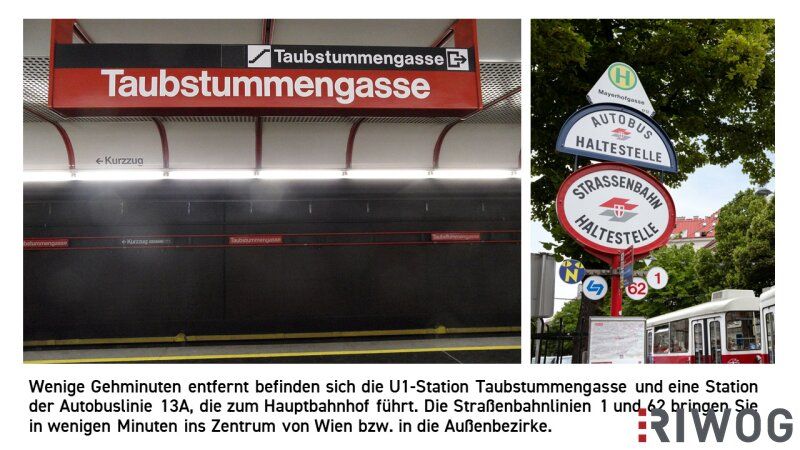 Taubstummengasse
Taubstummengasse
← Kurzzug
← Kurzzug
Taubstummengasse
Taubstummengasse
H
Mayerhofgasse
AUTOBUS
HALTESTELLE
STRASSENBAHN
HALTESTELLE
N
62
1
Wenige Gehminuten entfernt befinden sich die U1-Station Taubstummengasse und eine Station
der Autobuslinie 13A, die zum Hauptbahnhof führt. Die Straßenbahnlinien 1 und 62 bringen Sie
in wenigen Minuten ins Zentrum von Wien bzw. in die Außenbezirke.
RIWOG